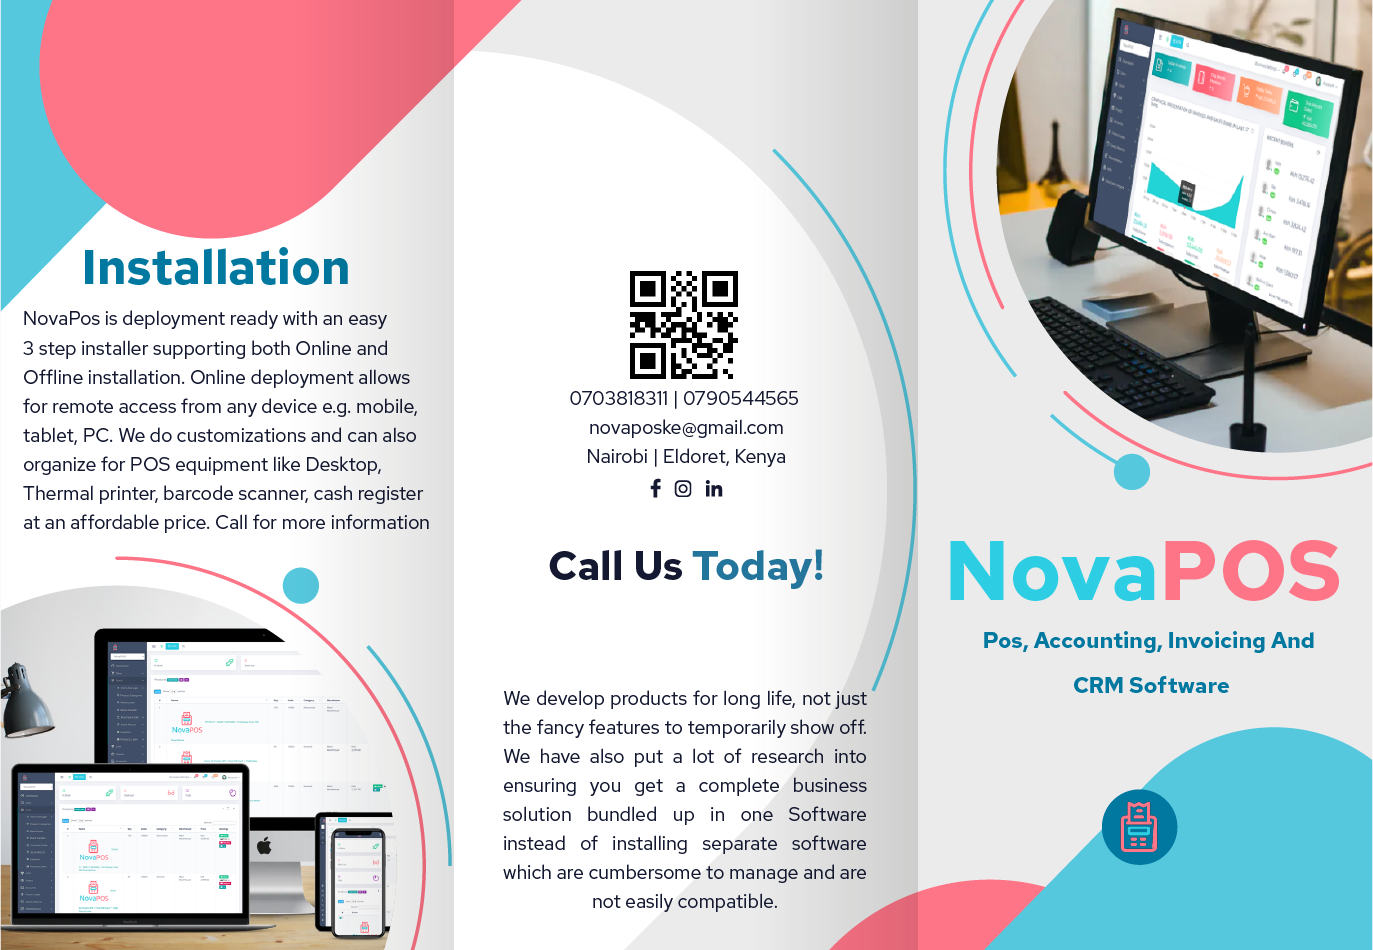 Installation
NovaPos is deployment ready with an easy
3 step installer supporting both Online and
Offline installation. Online deployment allows
for remote access from any device e.g. mobile,
tablet, PC. We do customizations and can also
organize for POS equipment like Desktop,
Thermal printer, barcode scanner, cash register
at an affordable price. Call for more information
NovaPOS
NovaPOS
NovaPOS
0703818311 | 0790544565
novaposke@gmail.com
Nairobi | Eldoret, Kenya
Call Us Today!
We develop products for long life, not just
the fancy features to temporarily show off.
We have also put a lot of research into
ensuring you get a complete business
solution bundled up in one Software
instead of installing separate software
which are cumbersome to manage and are
not easily compatible.
NovaPOS
Pos, Accounting, Invoicing And
CRM Software